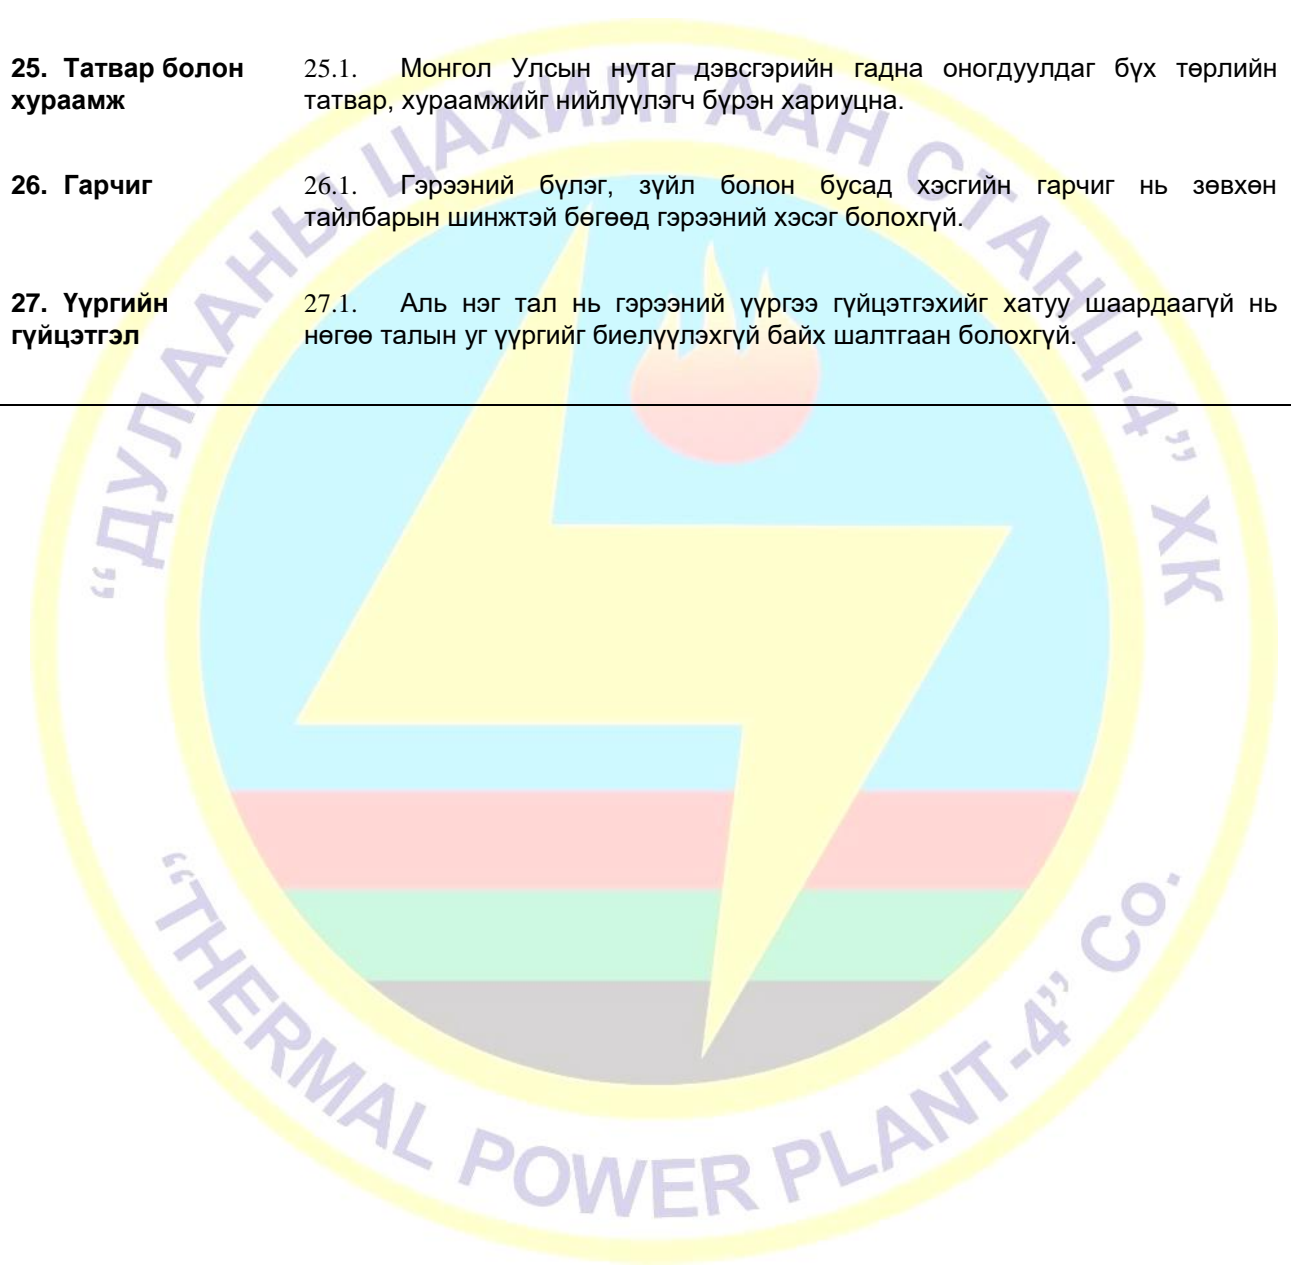 25. Татвар болон хураамж
25.1. Монгол Улсын нутаг дэвсгэрийн гадна оногдуулдаг бүх төрлийн
татвар, хураамжийг нийлүүлэгч бүрэн хариуцна.
26. Гарчиг
26.1. Гэрээний бүлэг, зүйл болон бусад хэсгийн гарчиг нь зөвхөн
тайлбарын шинжтэй бөгөөд гэрээний хэсэг болохгүй.
27. Үүргийн гүйцэтгэл
27.1. Аль нэг тал нь гэрээний үүргээ гүйцэтгэхийг хатуу шаардаагүй нь
нөгөө талын уг үүргийг биелүүлэхгүй байх шалтгаан болохгүй.
"ДУЛААНЫ ЦАХИЛГААН СТАНЦ-4" ХК
"THERMAL POWER PLANT-4" Co.